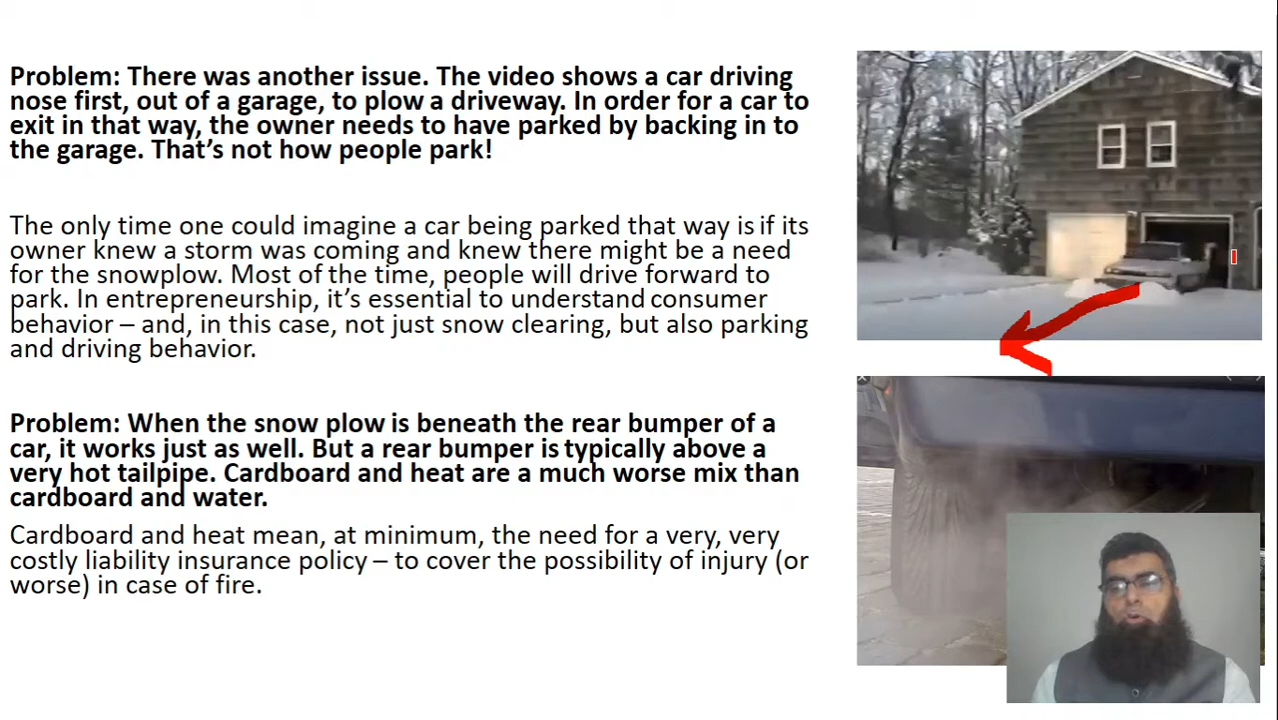 Problem: There was another issue. The video shows a car driving
nose first, out of a garage, to plow a driveway. In order for a car to
exit in that way, the owner needs to have parked by backing in to
the garage. That’s not how people park!
The only time one could imagine a car being parked that way is if its
owner knew a storm was coming and knew there might be a need
for the snowplow. Most of the time, people will drive forward to
park. In entrepreneurship, it’s essential to understand consumer
behavior – and, in this case, not just snow clearing, but also parking
and driving behavior.
Problem: When the snow plow is beneath the rear bumper of a
car, it works just as well. But a rear bumper is typically above a
very hot tailpipe. Cardboard and heat are a much worse mix than
cardboard and water.
Cardboard and heat mean, at minimum, the need for a very, very
costly liability insurance policy – to cover the possibility of injury (or
worse) in case of fire.